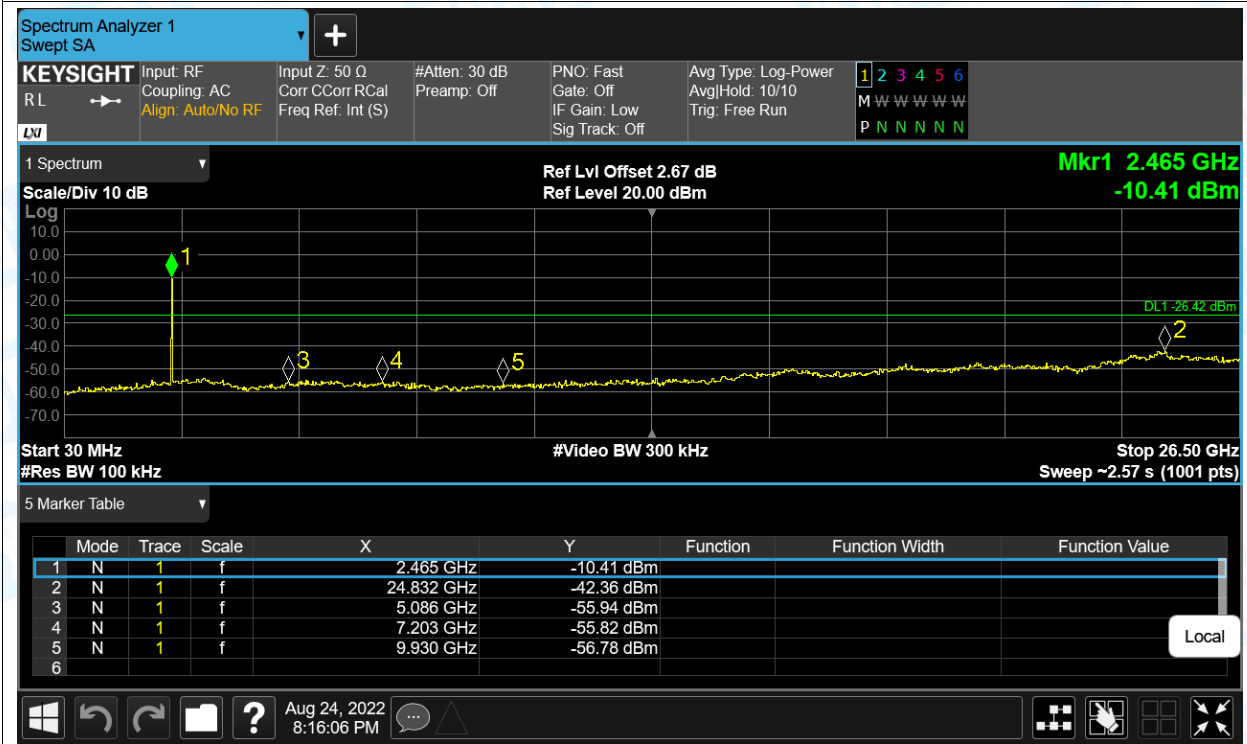 Spectrum Analyzer 1
Swept SA
KEYSIGHT Input: RF Input Z: 50 Ω #Atten: 30 dB PNO: Fast Avg Type: Log-Power 1 2 3 4 5 6
R L Coupling: AC Corr CCorr RCal Preamp: Off Gate: Off Avg|Hold: 10/10 M W W W W W
Align: Auto/No RF Freq Ref: Int (S) IF Gain: Low Trig: Free Run
LXI Sig Track: Off P N N N N N
1 Spectrum Ref Lvl Offset 2.67 dB Mkr1 2.465 GHz
Scale/Div 10 dB Ref Level 20.00 dBm -10.41 dBm
Log
10.0
0.00 1
-10.0
-20.0 DL1 -26.42 dBm
-30.0 2
-40.0
-50.0 3 4 5
-60.0
-70.0
Start 30 MHz #Video BW 300 kHz Stop 26.50 GHz
#Res BW 100 kHz Sweep ~2.57 s (1001 pts)
5 Marker Table
Mode Trace Scale X Y Function Function Width Function Value
1 N 1 f 2.465 GHz -10.41 dBm
2 N 1 f 24.832 GHz -42.36 dBm
3 N 1 f 5.086 GHz -55.94 dBm
4 N 1 f 7.203 GHz -55.82 dBm
5 N 1 f 9.930 GHz -56.78 dBm
6
Local
? Aug 24, 2022
8:16:06 PM